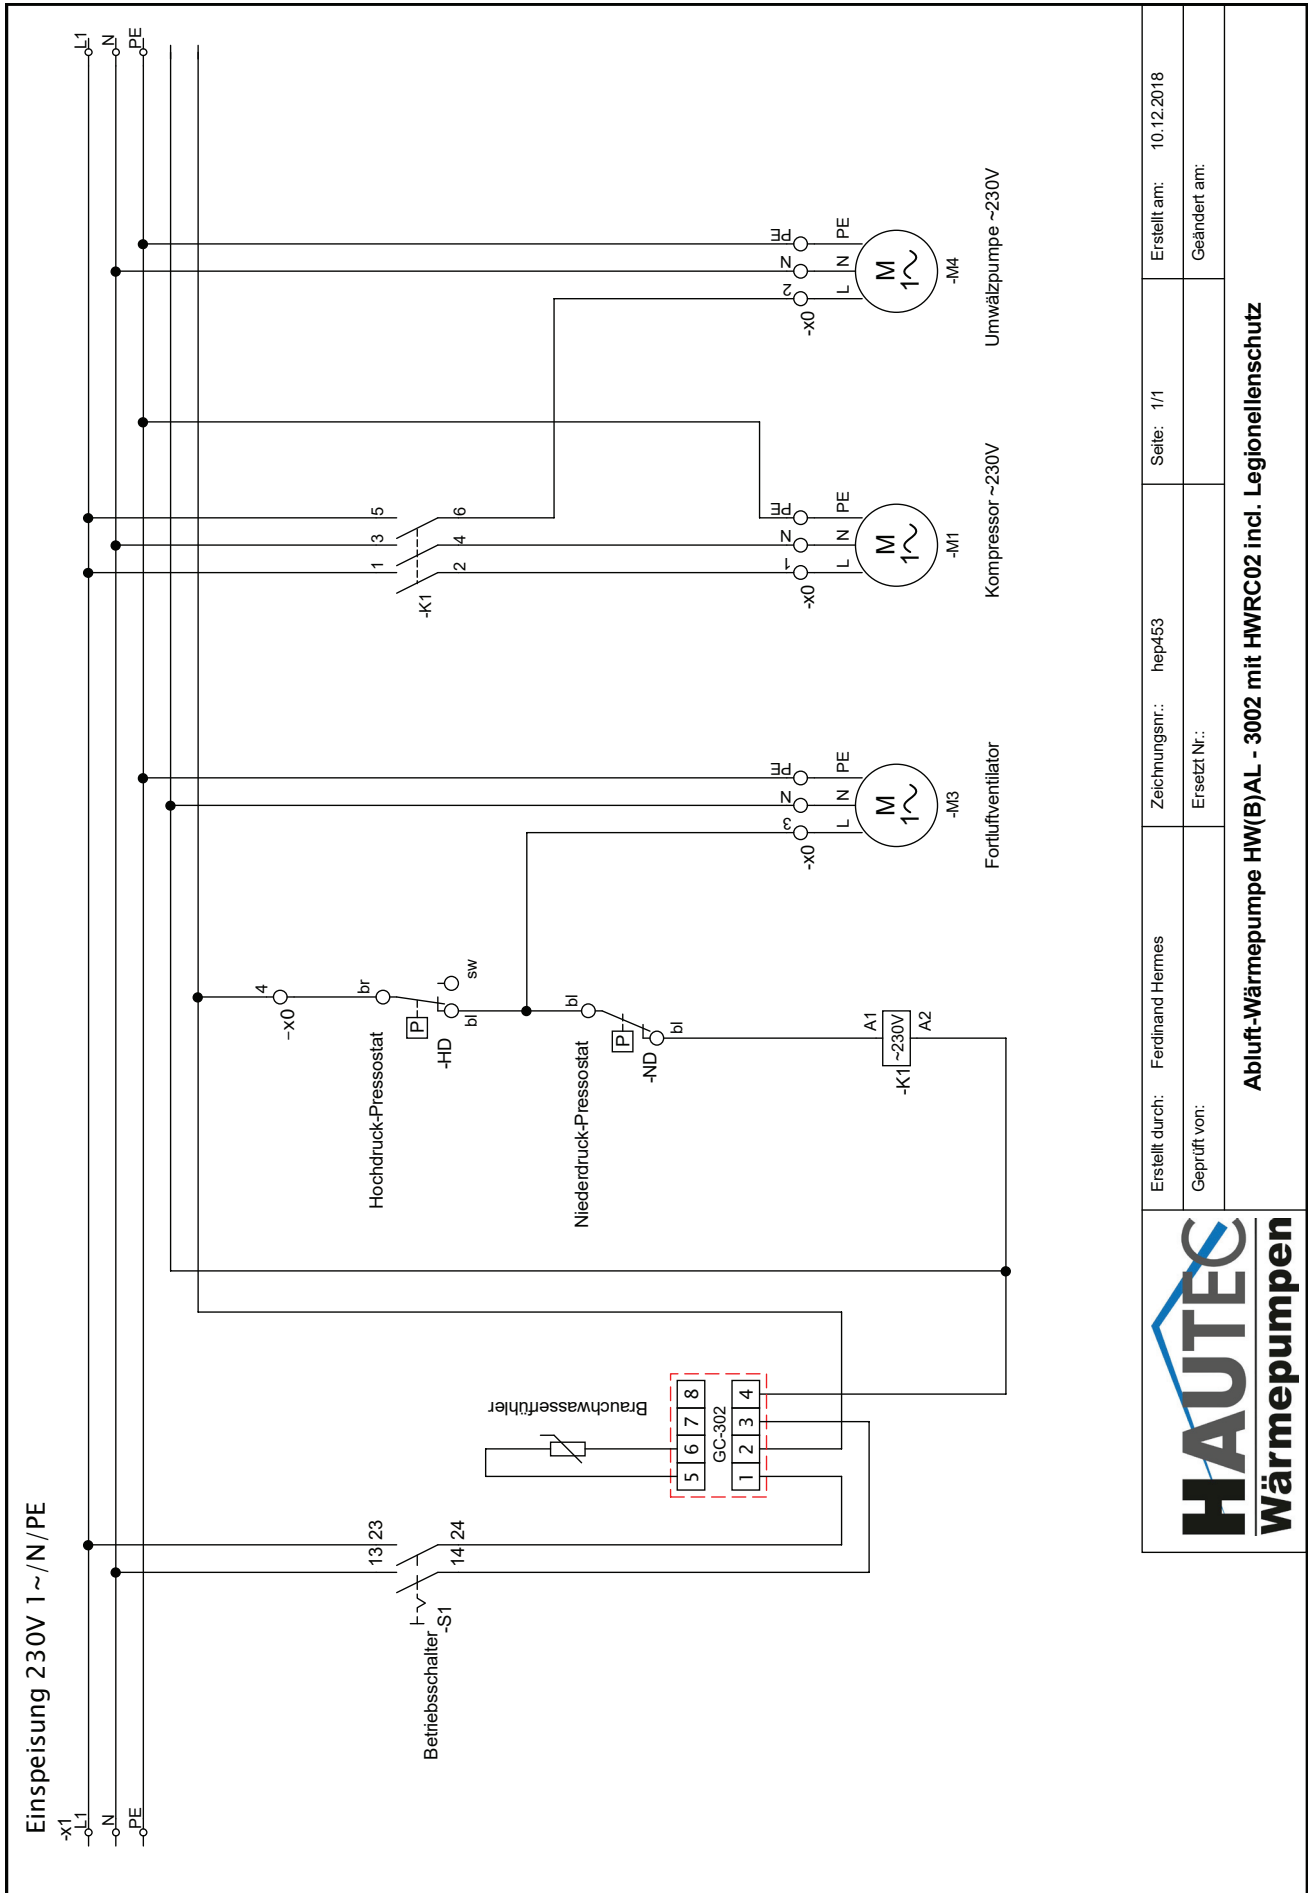 Einspeisung 230V 1~/N/PE
-x1
L1
N
PE
L1
N
PE
Betriebsschalter
-S1
13 23
14 24
Brauchwasserfühler
5 6 7 8
GC-302
1 2 3 4
-x0
4
Hochdruck-Pressostat
br
P
-HD
bl
sw
Niederdruck-Pressostat
bl
P
-ND
bl
-K1
~230V
A1
A2
-x0
3 N PE
L N PE
M
1~
-M3
Fortluftventilator
-K1
1 3 5
2 4 6
-x0
1 N PE
L N PE
M
1~
-M1
Kompressor ~230V
-x0
2 N PE
L N PE
M
1~
-M4
Umwälzpumpe ~230V
HAUTEC
Wärmepumpen
Erstellt durch: Ferdinand Hermes
Zeichnungsnr.: hep453
Seite: 1/1
Erstellt am: 10.12.2018
Geprüft von:
Ersetzt Nr.:
Geändert am:
Abluft-Wärmepumpe HW(B)AL - 3002 mit HWRC02 incl. Legionellenschutz